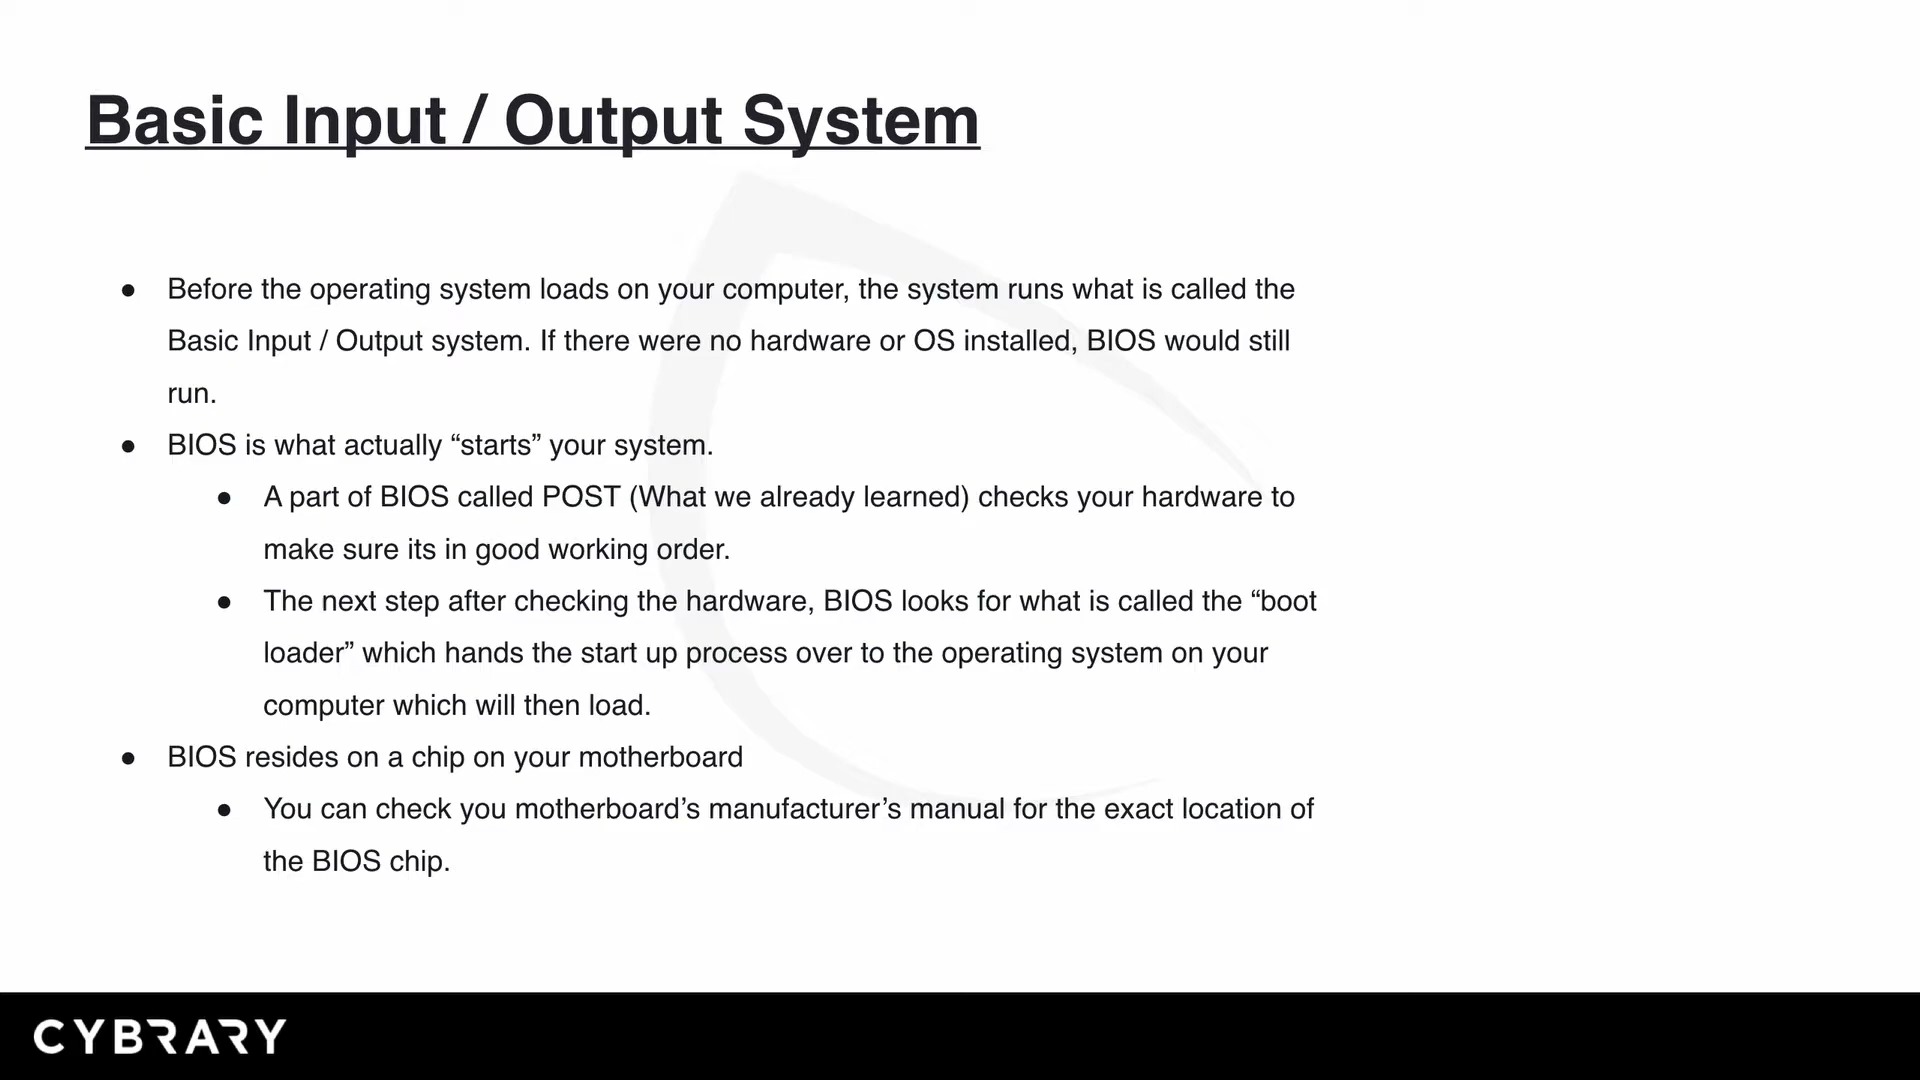 Basic Input / Output System
● Before the operating system loads on your computer, the system runs what is called the
Basic Input / Output system. If there were no hardware or OS installed, BIOS would still
run.
● BIOS is what actually “starts” your system.
● A part of BIOS called POST (What we already learned) checks your hardware to
make sure its in good working order.
● The next step after checking the hardware, BIOS looks for what is called the “boot
loader” which hands the start up process over to the operating system on your
computer which will then load.
● BIOS resides on a chip on your motherboard
● You can check you motherboard’s manufacturer’s manual for the exact location of
the BIOS chip.
CYBRARY